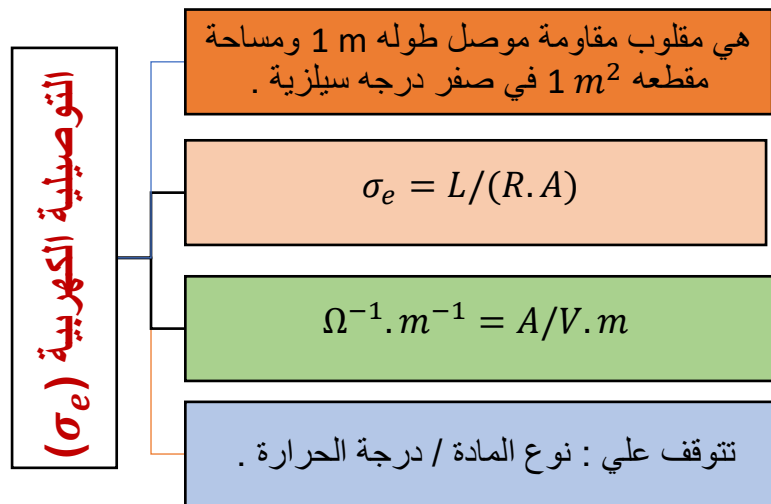 التوصيلية الكهربية (σₑ)
هي مقلوب مقاومة موصل طوله 1 m ومساحة
مقطعه 1 m² في صفر درجه سيلزية .
σₑ = L/(R.A)
Ω⁻¹.m⁻¹ = A/V.m
تتوقف علي : نوع المادة / درجة الحرارة .